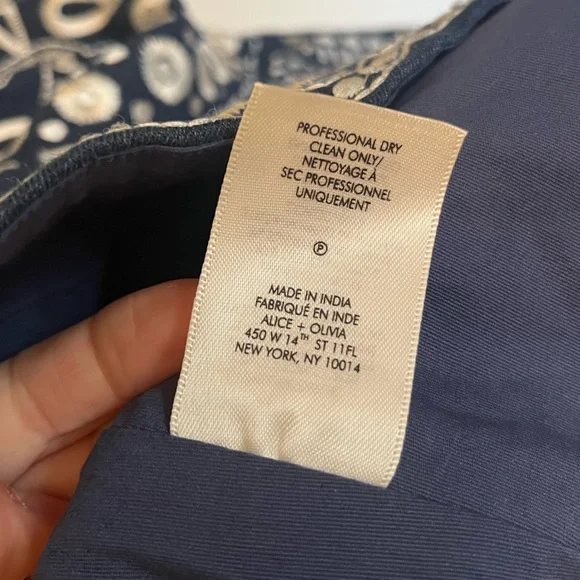 PROFESSIONAL DRY
CLEAN ONLY/
NETTOYAGE À
SEC PROFESSIONNEL
UNIQUEMENT
Ⓟ
MADE IN INDIA
FABRIQUÉ EN INDE
ALICE + OLIVIA
450 W 14TH ST 11FL
NEW YORK, NY 10014